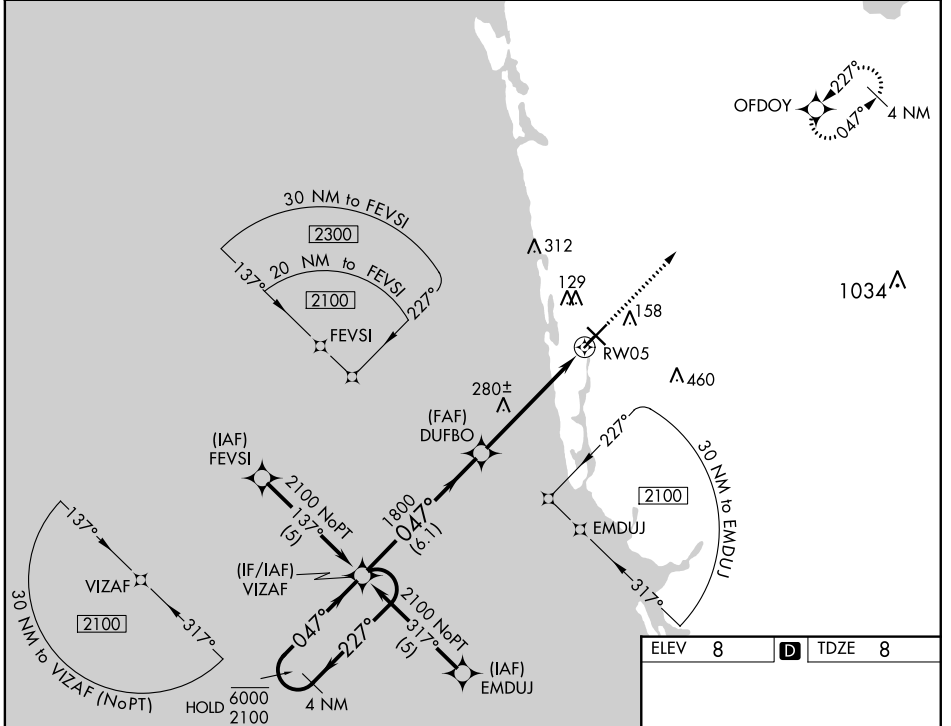 OFDOY
227°
047°
4 NM
30 NM to FEVSI
2300
20 NM to FEVSI
2100
137°
227°
FEVSI
312
129
158
1034
RW05
460
280±
(FAF)
DUFBO
(IAF)
FEVSI
2100 NoPT
137°
(5)
1800
047°
(6.1)
227°
30 NM to EMDUJ
2100
EMDUJ
317°
137°
VIZAF
2100
317°
30 NM to VIZAF (NoPT)
(IF/IAF)
VIZAF
2100 NoPT
317°
(5)
047°
227°
(IAF)
EMDUJ
HOLD 6000
2100
4 NM
ELEV 8 D TDZE 8